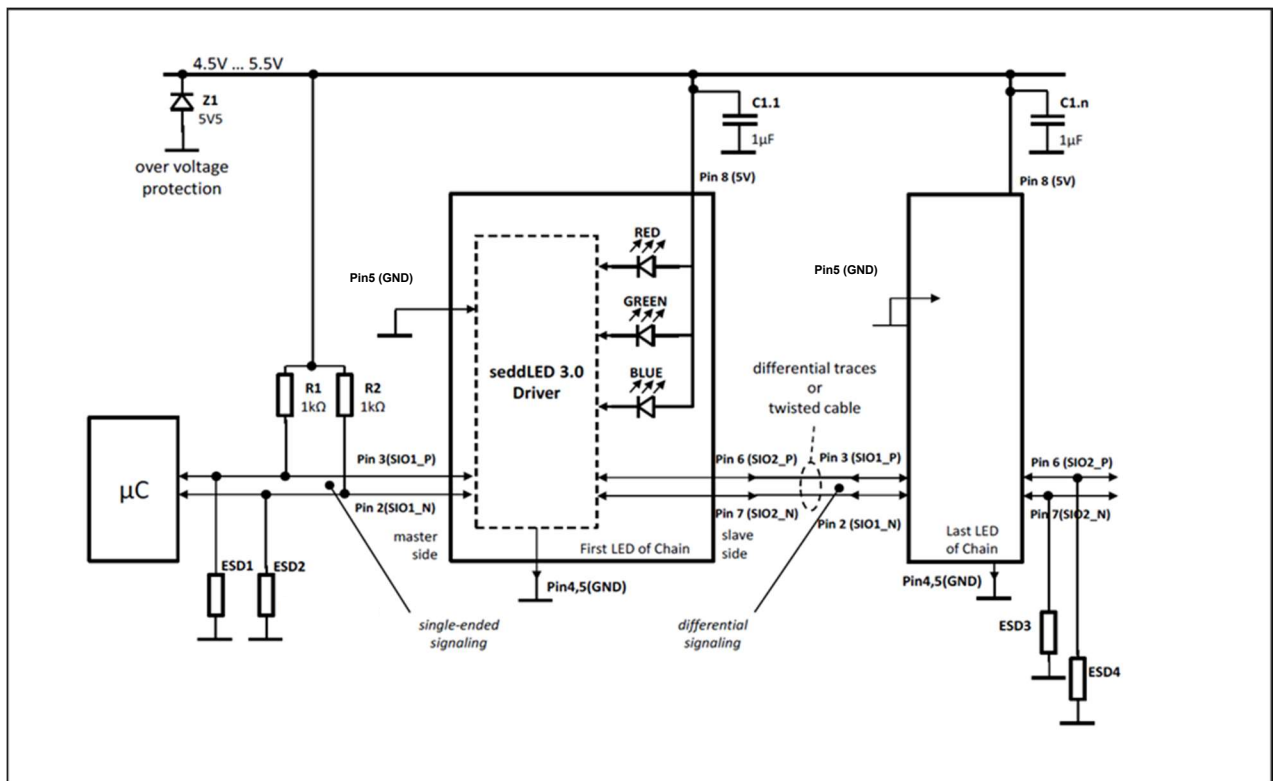 4.5V ... 5.5V
Z1
5V5
over voltage
protection
C1.1
1µF
C1.n
1µF
Pin 8 (5V)
Pin 8 (5V)
RED
GREEN
BLUE
Pin5 (GND)
Pin5 (GND)
seddLED 3.0
Driver
R1
1kΩ
R2
1kΩ
differential traces
or
twisted cable
µC
Pin 3(SIO1_P)
Pin 2(SIO1_N)
Pin 6 (SIO2_P)
Pin 7 (SIO2_N)
Pin 3 (SIO1_P)
Pin 2 (SIO1_N)
Pin 6 (SIO2_P)
Pin 7(SIO2_N)
master
side
First LED of Chain
slave
side
Last LED
of Chain
ESD1
ESD2
Pin4,5(GND)
Pin4,5(GND)
single-ended
signaling
differential
signaling
ESD3
ESD4